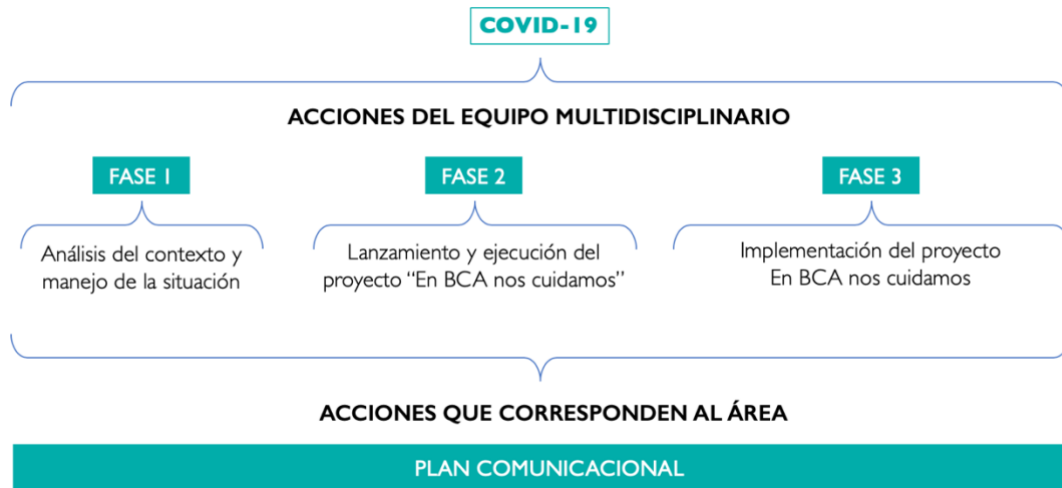 COVID-19
ACCIONES DEL EQUIPO MULTIDISCIPLINARIO
FASE 1
Análisis del contexto y
manejo de la situación
FASE 2
Lanzamiento y ejecución del
proyecto “En BCA nos cuidamos”
FASE 3
Implementación del proyecto
En BCA nos cuidamos
ACCIONES QUE CORRESPONDEN AL ÁREA
PLAN COMUNICACIONAL